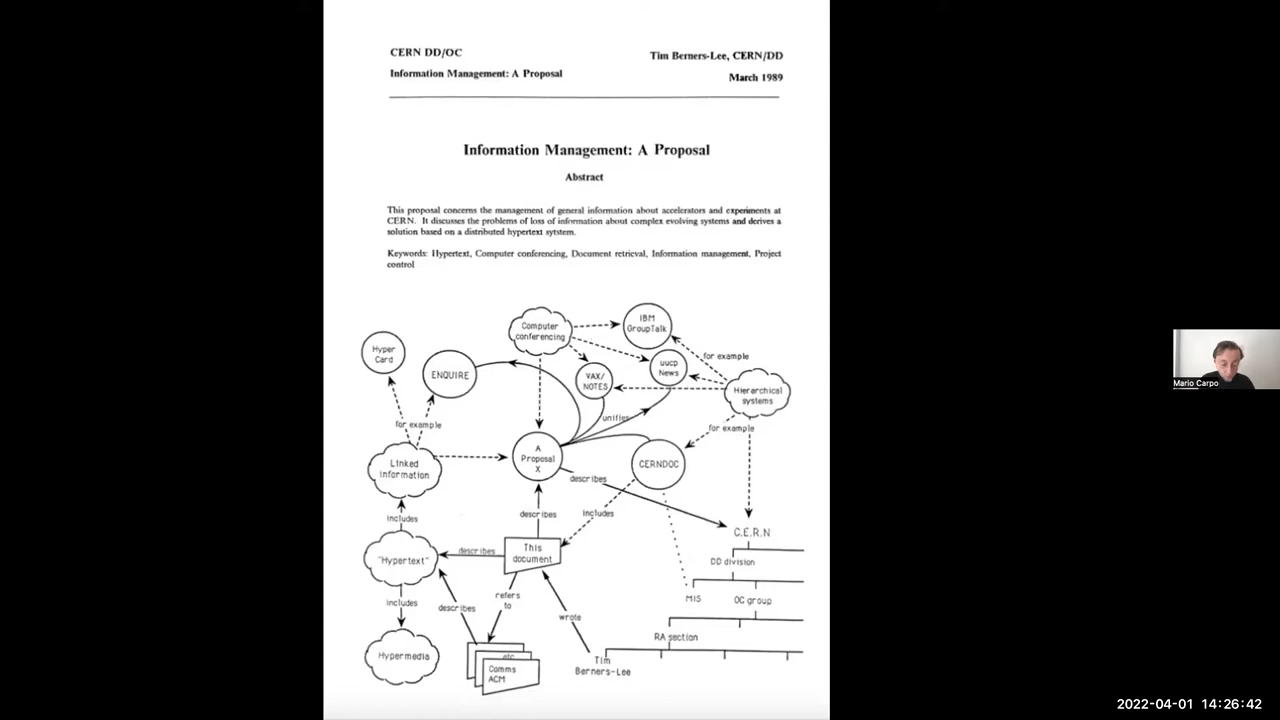 CERN DD/OC
Tim Berners-Lee, CERN/DD
Information Management: A Proposal
March 1989
Information Management: A Proposal
Abstract
This proposal concerns the management of general information about accelerators and experiments at
CERN. It discusses the problems of loss of information about complex evolving systems and derives a
solution based on a distributed hypertext sytstem.
Keywords: Hypertext, Computer conferencing, Document retrieval, Information management, Project
control
IBM
GroupTalk
Computer
conferencing
Hyper
Card
for example
uucp
News
ENQUIRE
VAX/
NOTES
Hierarchical
systems
unifies
for example
for example
A
Proposal
X
CERNDOC
Linked
information
describes
includes
describes
includes
C.E.R.N
This
document
describes
"Hypertext"
DD division
refers
to
MIS
OC group
includes
describes
wrote
RA section
Hypermedia
etc
Comms
ACM
Tim
Berners-Lee
Mario Carpo
2022-04-01 14:26:42